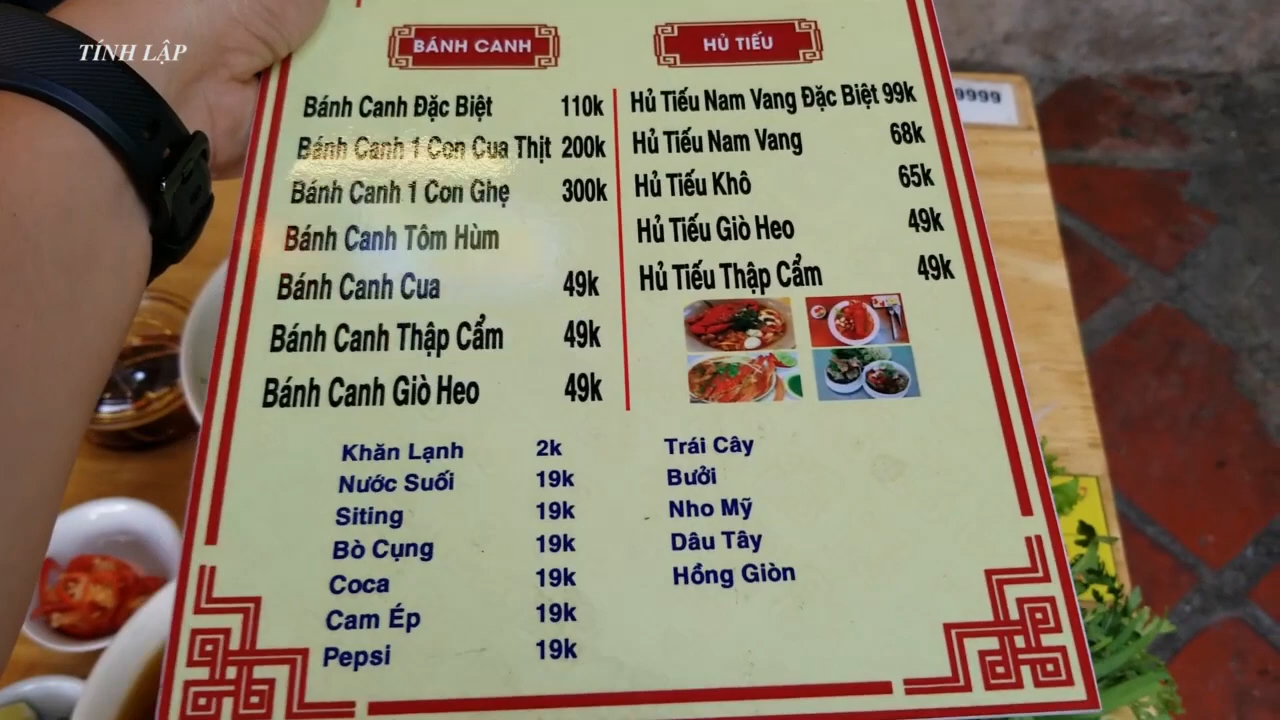 TÍNH LẬP
BÁNH CANH
Bánh Canh Đặc Biệt 110k
Bánh Canh 1 Con Cua Thịt 200k
Bánh Canh 1 Con Ghẹ 300k
Bánh Canh Tôm Hùm
Bánh Canh Cua 49k
Bánh Canh Thập Cẩm 49k
Bánh Canh Giò Heo 49k
HỦ TIẾU
Hủ Tiếu Nam Vang Đặc Biệt 99k
Hủ Tiếu Nam Vang 68k
Hủ Tiếu Khô 65k
Hủ Tiếu Giò Heo 49k
Hủ Tiếu Thập Cẩm 49k
Khăn Lạnh 2k
Nước Suối 19k
Siting 19k
Bò Cụng 19k
Coca 19k
Cam Ép 19k
Pepsi 19k
Trái Cây
Bưởi
Nho Mỹ
Dâu Tây
Hồng Giòn
9999